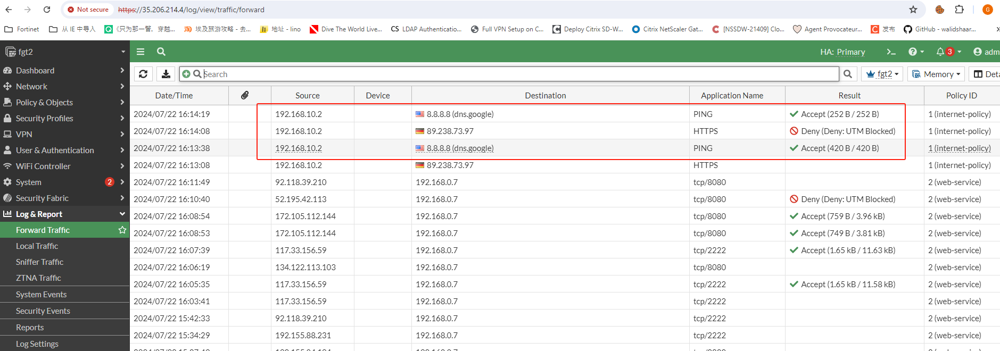 Not secure https://35.206.214.4/log/view/traffic/forward G
Fortinet 从 IE 中导入 《只为那一瞥，穿越... 埃及旅游攻略 - 去... 地址 - lino Dive The World Live... CS LDAP Authenticatio... Full VPN Setup on C... Deploy Citrix SD-W... Citrix NetScaler Gat... [NSSDW-21409] Clo... Agent Provocateur... 发布 GitHub - walidshaar...
fgt2 HA: Primary >_ 3 adm
Dashboard
Network
Policy & Objects
Security Profiles
VPN
User & Authentication
WiFi Controller
System 2
Security Fabric
Log & Report
Forward Traffic
Local Traffic
Sniffer Traffic
ZTNA Traffic
System Events
Security Events
Reports
Log Settings
Search fgt2 Memory Deta
Date/Time Source Device Destination Application Name Result Policy ID
2024/07/22 16:14:19 192.168.10.2 8.8.8.8 (dns.google) PING Accept (252 B / 252 B) 1 (internet-policy)
2024/07/22 16:14:08 192.168.10.2 89.238.73.97 HTTPS Deny (Deny: UTM Blocked) 1 (internet-policy)
2024/07/22 16:13:38 192.168.10.2 8.8.8.8 (dns.google) PING Accept (420 B / 420 B) 1 (internet-policy)
2024/07/22 16:13:08 192.168.10.2 89.238.73.97 HTTPS 1 (internet-policy)
2024/07/22 16:11:49 92.118.39.210 192.168.0.7 tcp/8080 2 (web-service)
2024/07/22 16:10:40 52.195.42.113 192.168.0.7 tcp/8080 Deny (Deny: UTM Blocked) 2 (web-service)
2024/07/22 16:08:54 172.105.112.144 192.168.0.7 tcp/8080 Accept (759 B / 3.96 kB) 2 (web-service)
2024/07/22 16:08:53 172.105.112.144 192.168.0.7 tcp/8080 Accept (749 B / 3.81 kB) 2 (web-service)
2024/07/22 16:07:39 117.33.156.59 192.168.0.7 tcp/2222 Accept (1.65 kB / 11.63 kB) 2 (web-service)
2024/07/22 16:06:19 134.122.113.103 192.168.0.7 tcp/8080 2 (web-service)
2024/07/22 16:05:35 117.33.156.59 192.168.0.7 tcp/2222 Accept (1.65 kB / 11.58 kB) 2 (web-service)
2024/07/22 16:03:41 117.33.156.59 192.168.0.7 tcp/2222 2 (web-service)
2024/07/22 15:42:33 92.118.39.210 192.168.0.7 tcp/2222 2 (web-service)
2024/07/22 15:34:29 192.155.88.231 192.168.0.7 tcp/2222 2 (web-service)